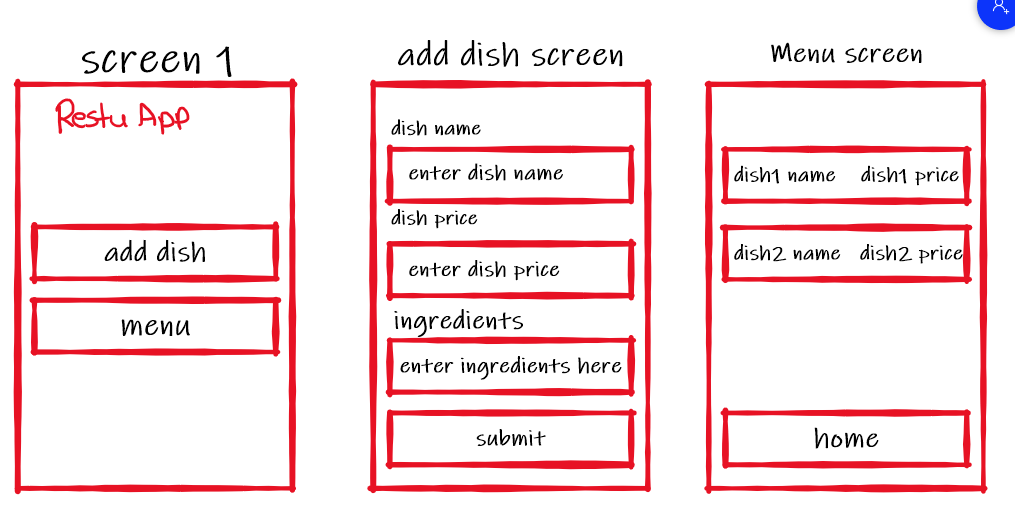 screen 1
Restu App
add dish
menu
add dish screen
dish name
enter dish name
dish price
enter dish price
ingredients
enter ingredients here
submit
Menu screen
dish1 name dish1 price
dish2 name dish2 price
home